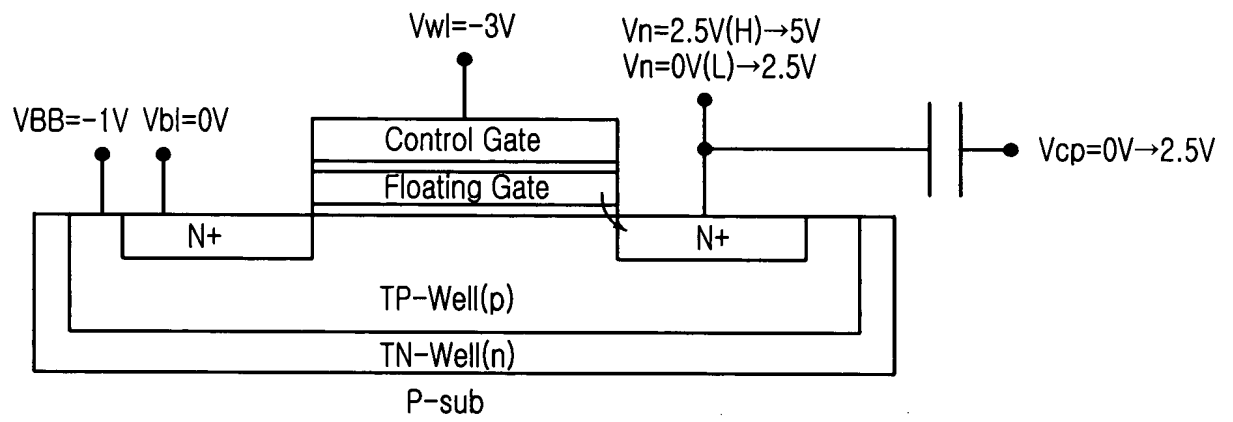 Vwl=-3V
Vn=2.5V(H)→5V
Vn=0V(L)→2.5V
VBB=-1V Vbl=0V
Control Gate
Vcp=0V→2.5V
Floating Gate
N+
N+
TP-Well(p)
TN-Well(n)
P-sub